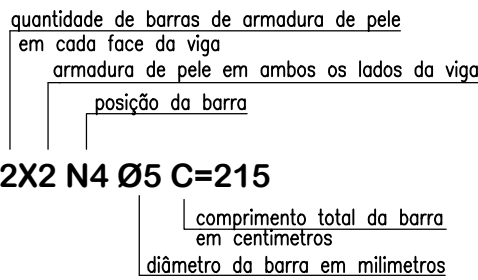 quantidade de barras de armadura de pele
em cada face da viga
armadura de pele em ambos os lados da viga
posição da barra
2X2 N4 Ø5 C=215
comprimento total da barra
em centimetros
diâmetro da barra em milimetros